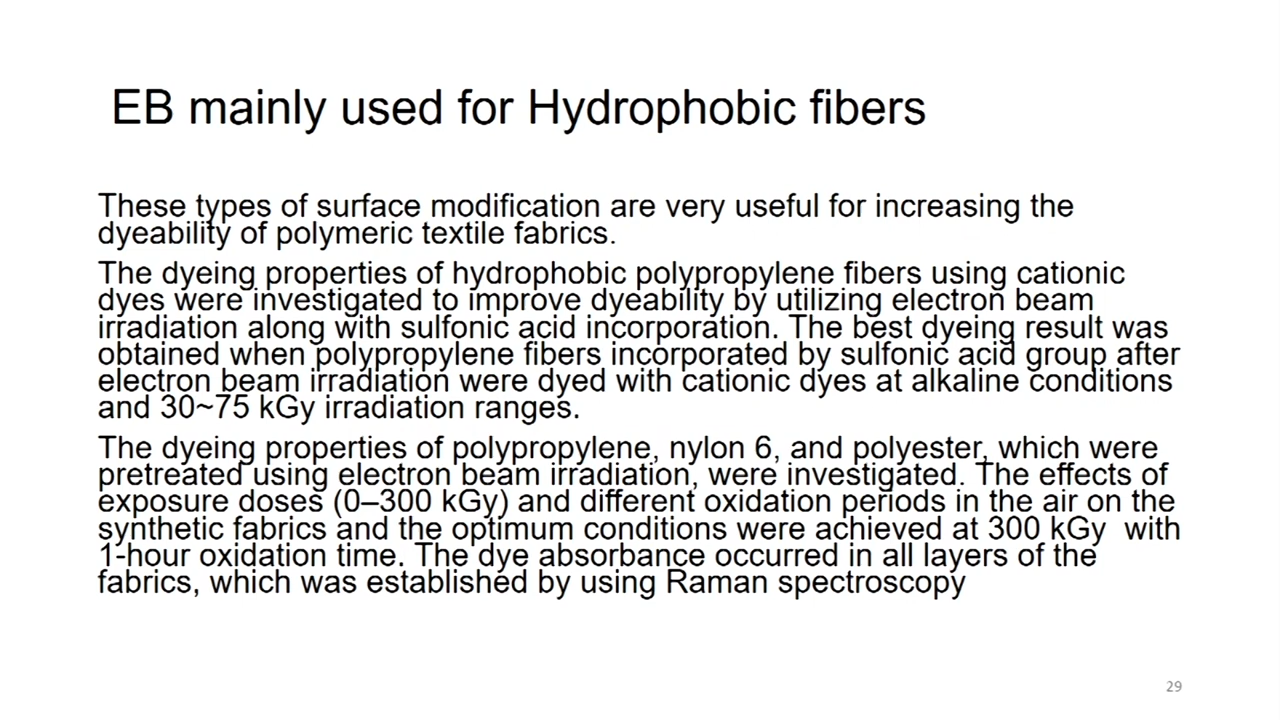 EB mainly used for Hydrophobic fibers
These types of surface modification are very useful for increasing the
dyeability of polymeric textile fabrics.
The dyeing properties of hydrophobic polypropylene fibers using cationic
dyes were investigated to improve dyeability by utilizing electron beam
irradiation along with sulfonic acid incorporation. The best dyeing result was
obtained when polypropylene fibers incorporated by sulfonic acid group after
electron beam irradiation were dyed with cationic dyes at alkaline conditions
and 30~75 kGy irradiation ranges.
The dyeing properties of polypropylene, nylon 6, and polyester, which were
pretreated using electron beam irradiation, were investigated. The effects of
exposure doses (0–300 kGy) and different oxidation periods in the air on the
synthetic fabrics and the optimum conditions were achieved at 300 kGy  with
1-hour oxidation time. The dye absorbance occurred in all layers of the
fabrics, which was established by using Raman spectroscopy
29